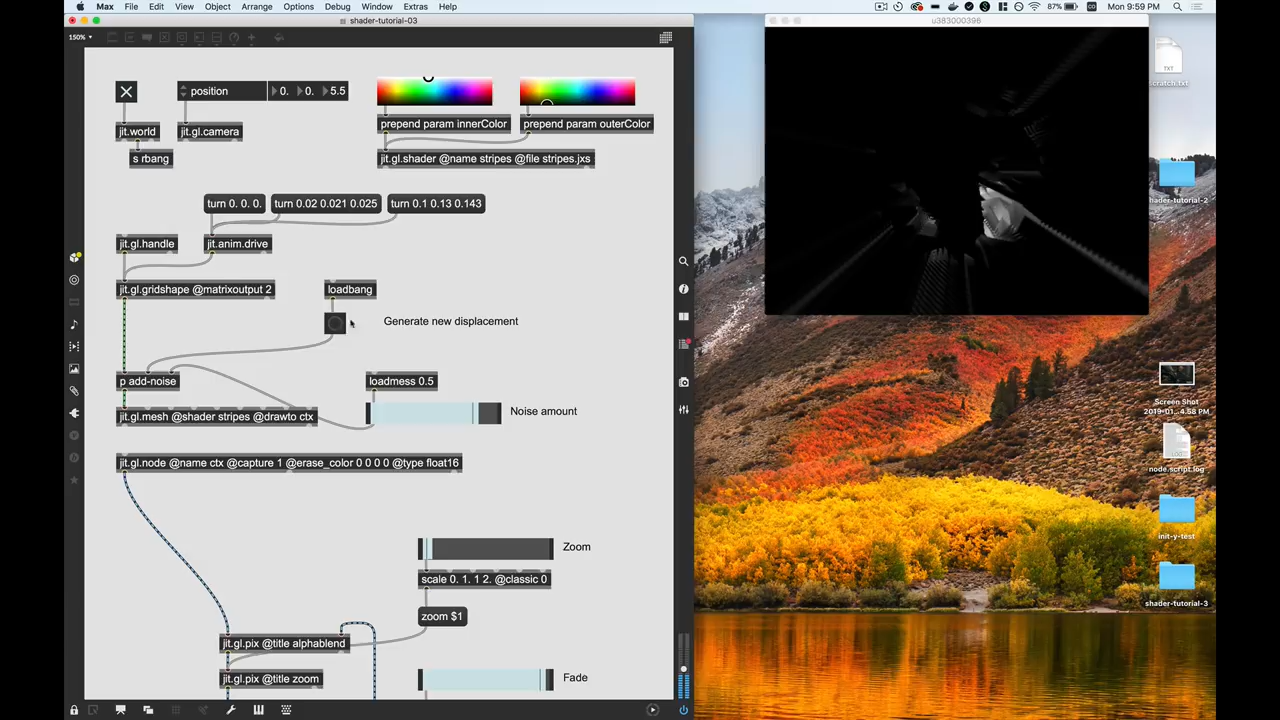 Max File Edit View Object Arrange Options Debug Window Extras Help
87% Mon 9:59 PM
shader-tutorial-03
u383000396
150%
position 0. 0. 5.5
jit.world
jit.gl.camera
prepend param innerColor
prepend param outerColor
s rbang
jit.gl.shader @name stripes @file stripes.jxs
turn 0. 0. 0.
turn 0.02 0.021 0.025
turn 0.1 0.13 0.143
jit.gl.handle
jit.anim.drive
jit.gl.gridshape @matrixoutput 2
loadbang
Generate new displacement
p add-noise
loadmess 0.5
jit.gl.mesh @shader stripes @drawto ctx
Noise amount
jit.gl.node @name ctx @capture 1 @erase_color 0 0 0 0 @type float16
Zoom
scale 0. 1. 1 2. @classic 0
zoom $1
jit.gl.pix @title alphablend
jit.gl.pix @title zoom
Fade
scratch.txt
shader-tutorial-2
Screen Shot
2019-01...4.58 PM
node.script.log
init-y-test
shader-tutorial-3